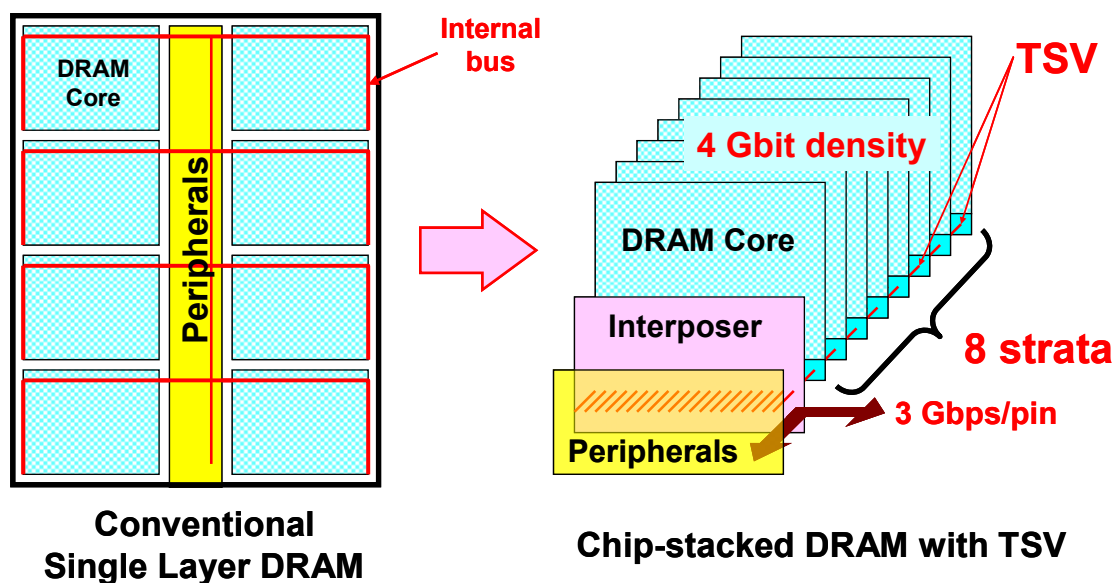 Internal
bus
DRAM
Core
Peripherals
Conventional
Single Layer DRAM
TSV
4 Gbit density
DRAM Core
Interposer
8 strata
3 Gbps/pin
Peripherals
Chip-stacked DRAM with TSV